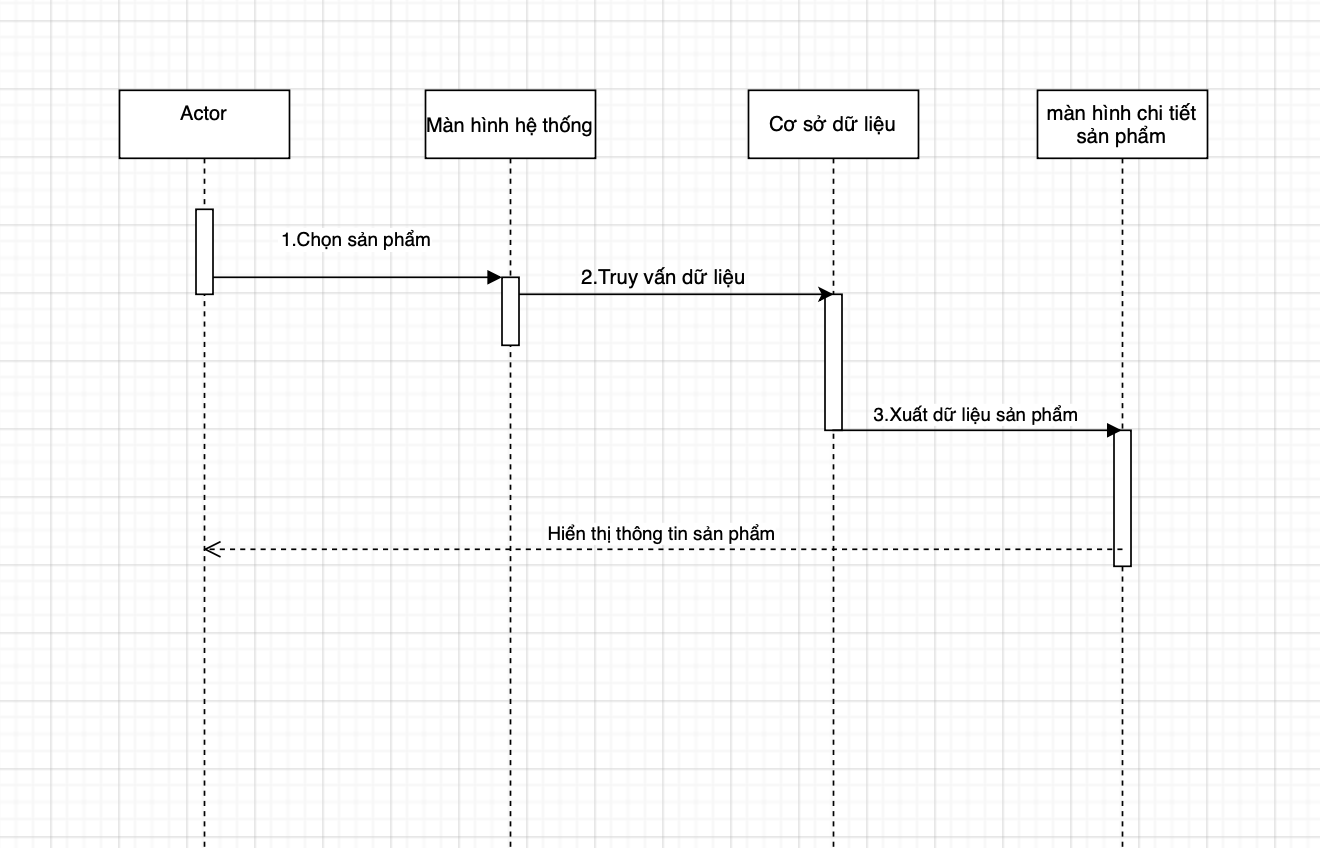 Actor
Màn hình hệ thống
Cơ sở dữ liệu
màn hình chi tiết
sản phẩm
1.Chọn sản phẩm
2.Truy vấn dữ liệu
3.Xuất dữ liệu sản phẩm
Hiển thị thông tin sản phẩm